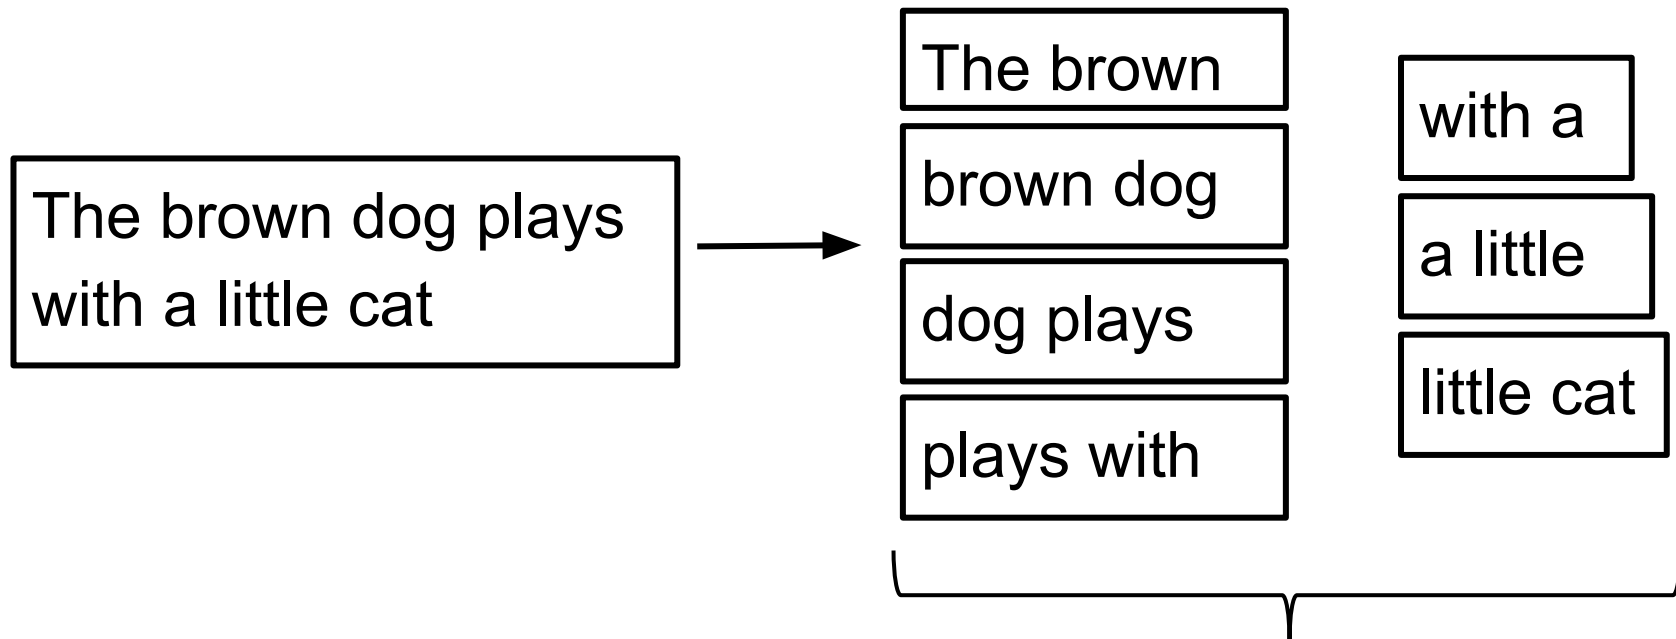 The brown dog plays
with a little cat
The brown
brown dog
dog plays
plays with
with a
a little
little cat